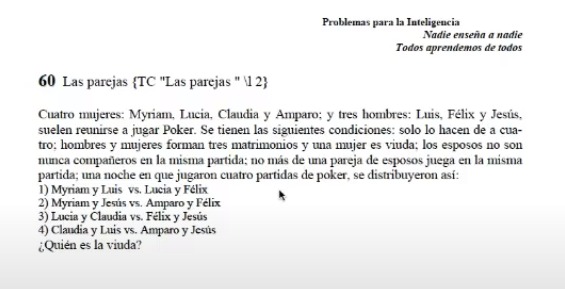 Problemas para la Inteligencia
Nadie enseña a nadie
Todos aprendemos de todos
60 Las parejas {TC "Las parejas " \l 2}
Cuatro mujeres: Myriam, Lucia, Claudia y Amparo; y tres hombres: Luis, Félix y Jesús,
suelen reunirse a jugar Poker. Se tienen las siguientes condiciones: solo lo hacen de a cua-
tro; hombres y mujeres forman tres matrimonios y una mujer es viuda; los esposos no son
nunca compañeros en la misma partida; no más de una pareja de esposos juega en la misma
partida; una noche en que jugaron cuatro partidas de poker, se distribuyeron así:
1) Myriam y Luis vs. Lucia y Félix
2) Myriam y Jesús vs. Amparo y Félix
3) Lucia y Claudia vs. Félix y Jesús
4) Claudia y Luis vs. Amparo y Jesús
¿Quién es la viuda?